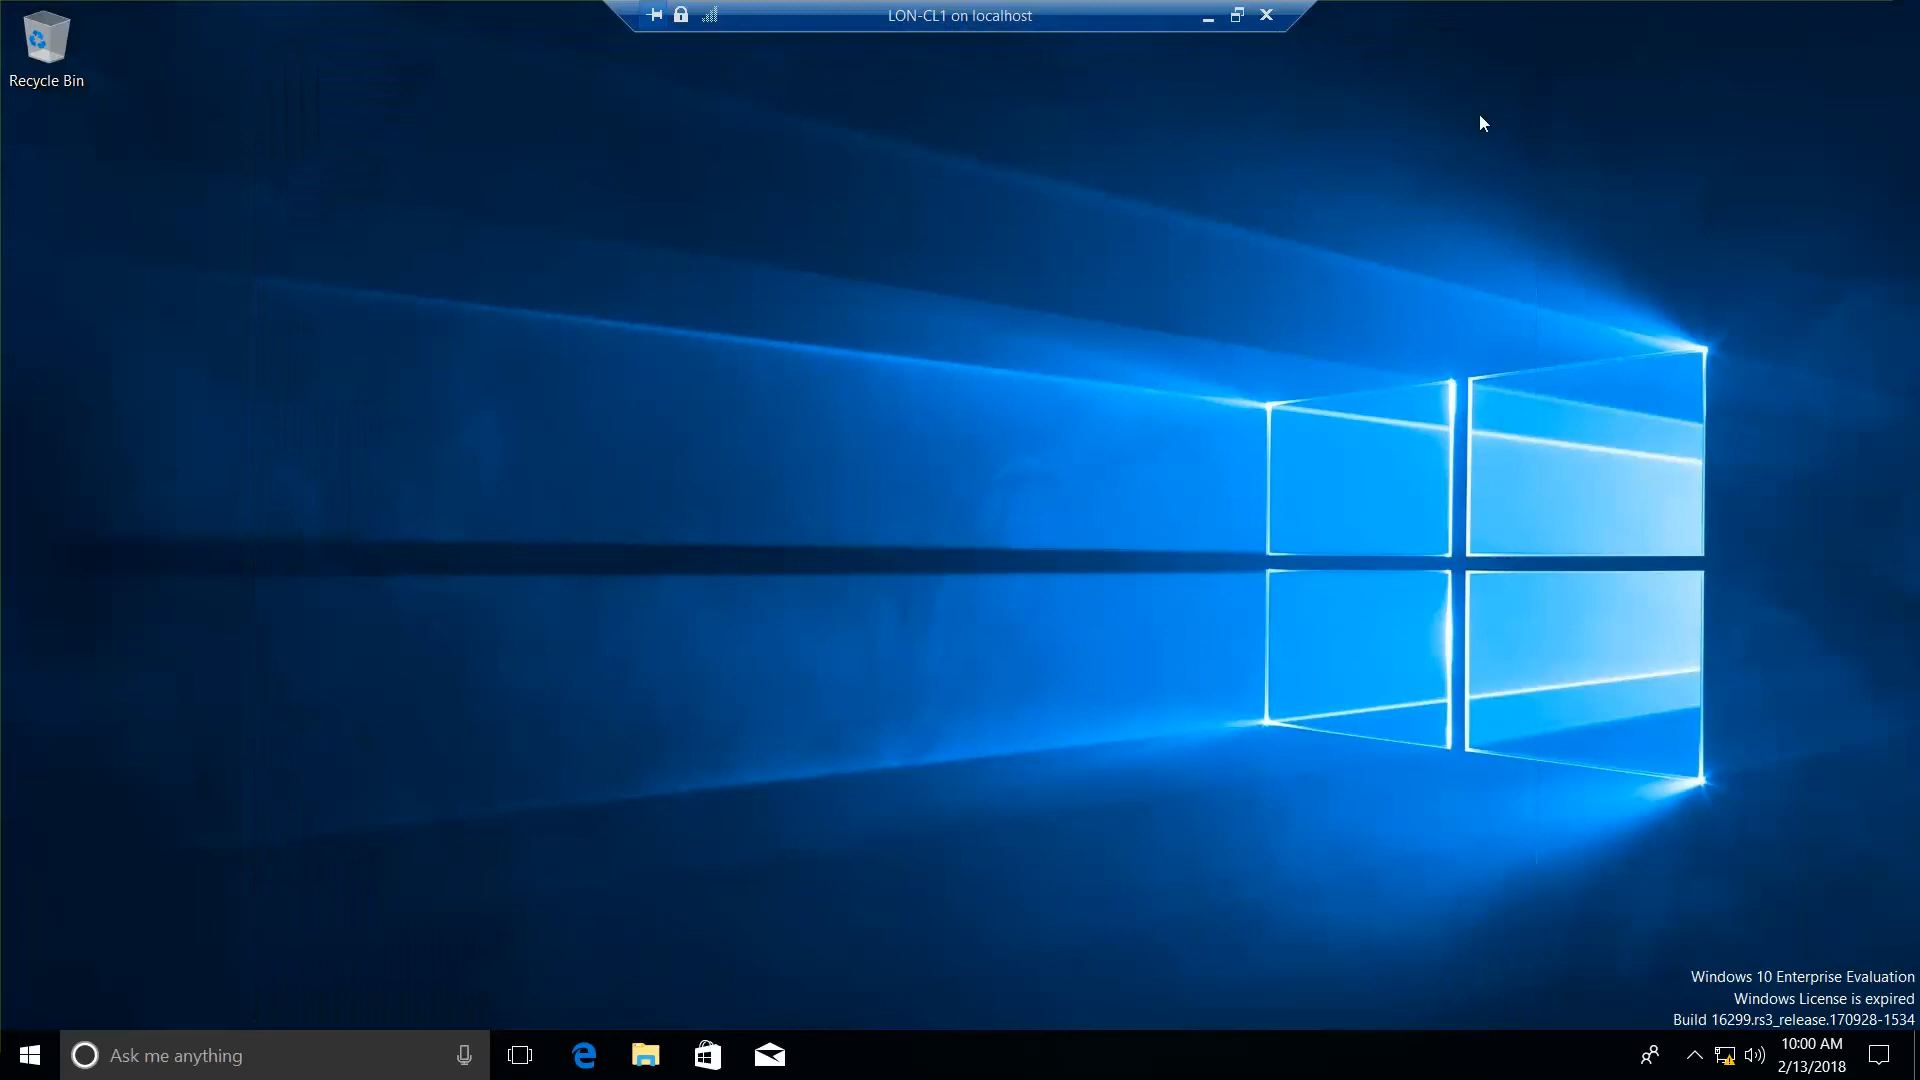 LON-CL1 on localhost
Recycle Bin
Windows 10 Enterprise Evaluation
Windows License is expired
Build 16299.rs3_release.170928-1534
Ask me anything
10:00 AM
2/13/2018